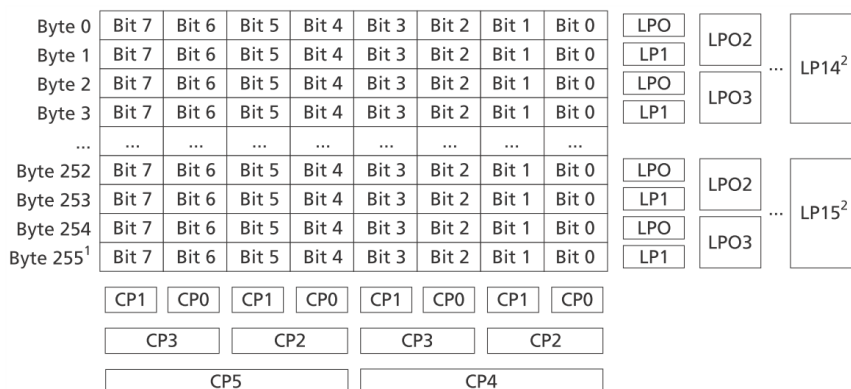 Byte 0 Bit 7 Bit 6 Bit 5 Bit 4 Bit 3 Bit 2 Bit 1 Bit 0 LPO LPO2 ... LP14²
Byte 1 Bit 7 Bit 6 Bit 5 Bit 4 Bit 3 Bit 2 Bit 1 Bit 0 LP1
Byte 2 Bit 7 Bit 6 Bit 5 Bit 4 Bit 3 Bit 2 Bit 1 Bit 0 LPO LPO3
Byte 3 Bit 7 Bit 6 Bit 5 Bit 4 Bit 3 Bit 2 Bit 1 Bit 0 LP1
... ... ... ... ... ... ... ... ...
Byte 252 Bit 7 Bit 6 Bit 5 Bit 4 Bit 3 Bit 2 Bit 1 Bit 0 LPO LPO2 ... LP15²
Byte 253 Bit 7 Bit 6 Bit 5 Bit 4 Bit 3 Bit 2 Bit 1 Bit 0 LP1
Byte 254 Bit 7 Bit 6 Bit 5 Bit 4 Bit 3 Bit 2 Bit 1 Bit 0 LPO LPO3
Byte 255¹ Bit 7 Bit 6 Bit 5 Bit 4 Bit 3 Bit 2 Bit 1 Bit 0 LP1
CP1 CP0 CP1 CP0 CP1 CP0 CP1 CP0
CP3 CP2 CP3 CP2
CP5 CP4